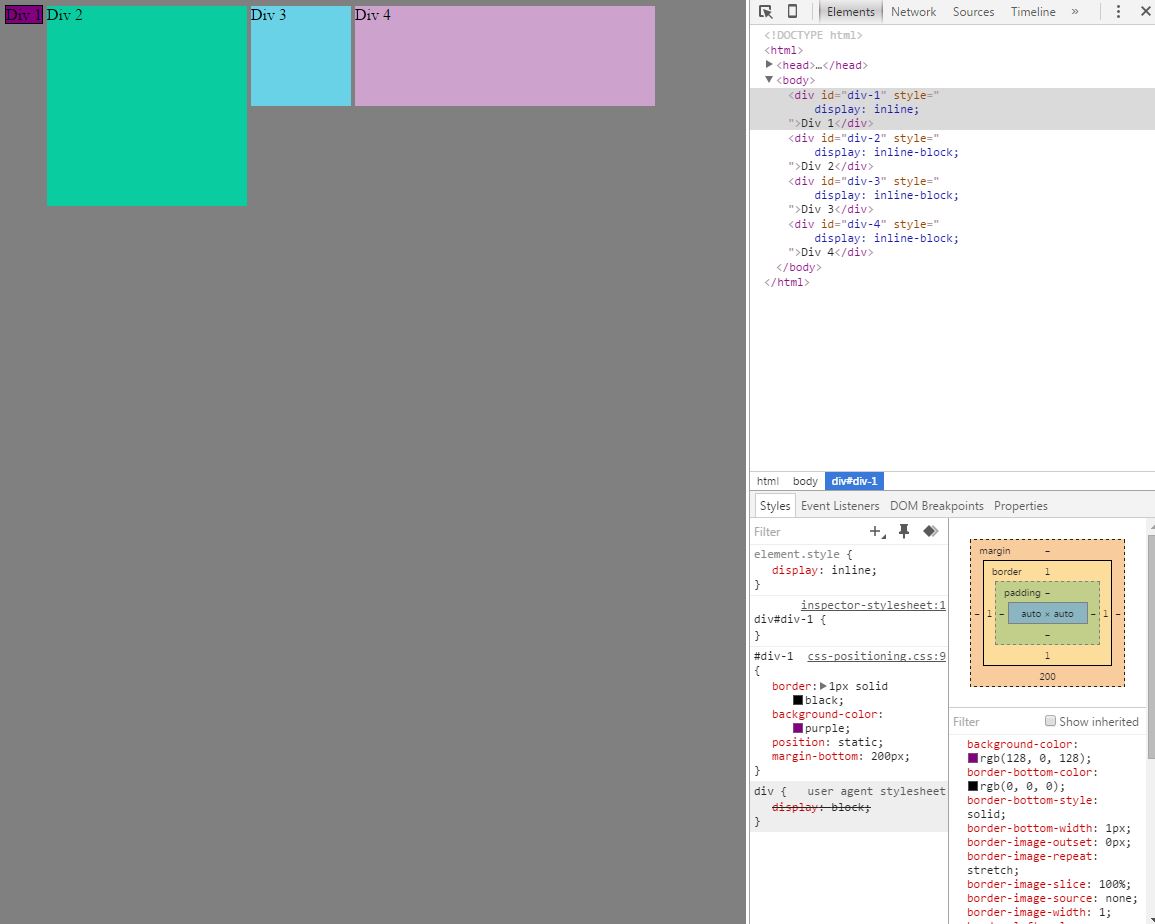 Div 1 Div 2 Div 3 Div 4
Elements Network Sources Timeline »
<!DOCTYPE html>
<html>
<head>…</head>
<body>
<div id="div-1" style="
display: inline;
">Div 1</div>
<div id="div-2" style="
display: inline-block;
">Div 2</div>
<div id="div-3" style="
display: inline-block;
">Div 3</div>
<div id="div-4" style="
display: inline-block;
">Div 4</div>
</body>
</html>
html body div#div-1
Styles Event Listeners DOM Breakpoints Properties
Filter
element.style {
display: inline;
}
inspector-stylesheet:1
div#div-1 {
}
#div-1 css-positioning.css:9
{
border: 1px solid
black;
background-color:
purple;
position: static;
margin-bottom: 200px;
}
div { user agent stylesheet
display: block;
}
margin –
border 1
padding –
– 1 – auto × auto – 1 –
–
1
200
Filter Show inherited
background-color:
rgb(128, 0, 128);
border-bottom-color:
rgb(0, 0, 0);
border-bottom-style:
solid;
border-bottom-width: 1px;
border-image-outset: 0px;
border-image-repeat:
stretch;
border-image-slice: 100%;
border-image-source: none;
border-image-width: 1;